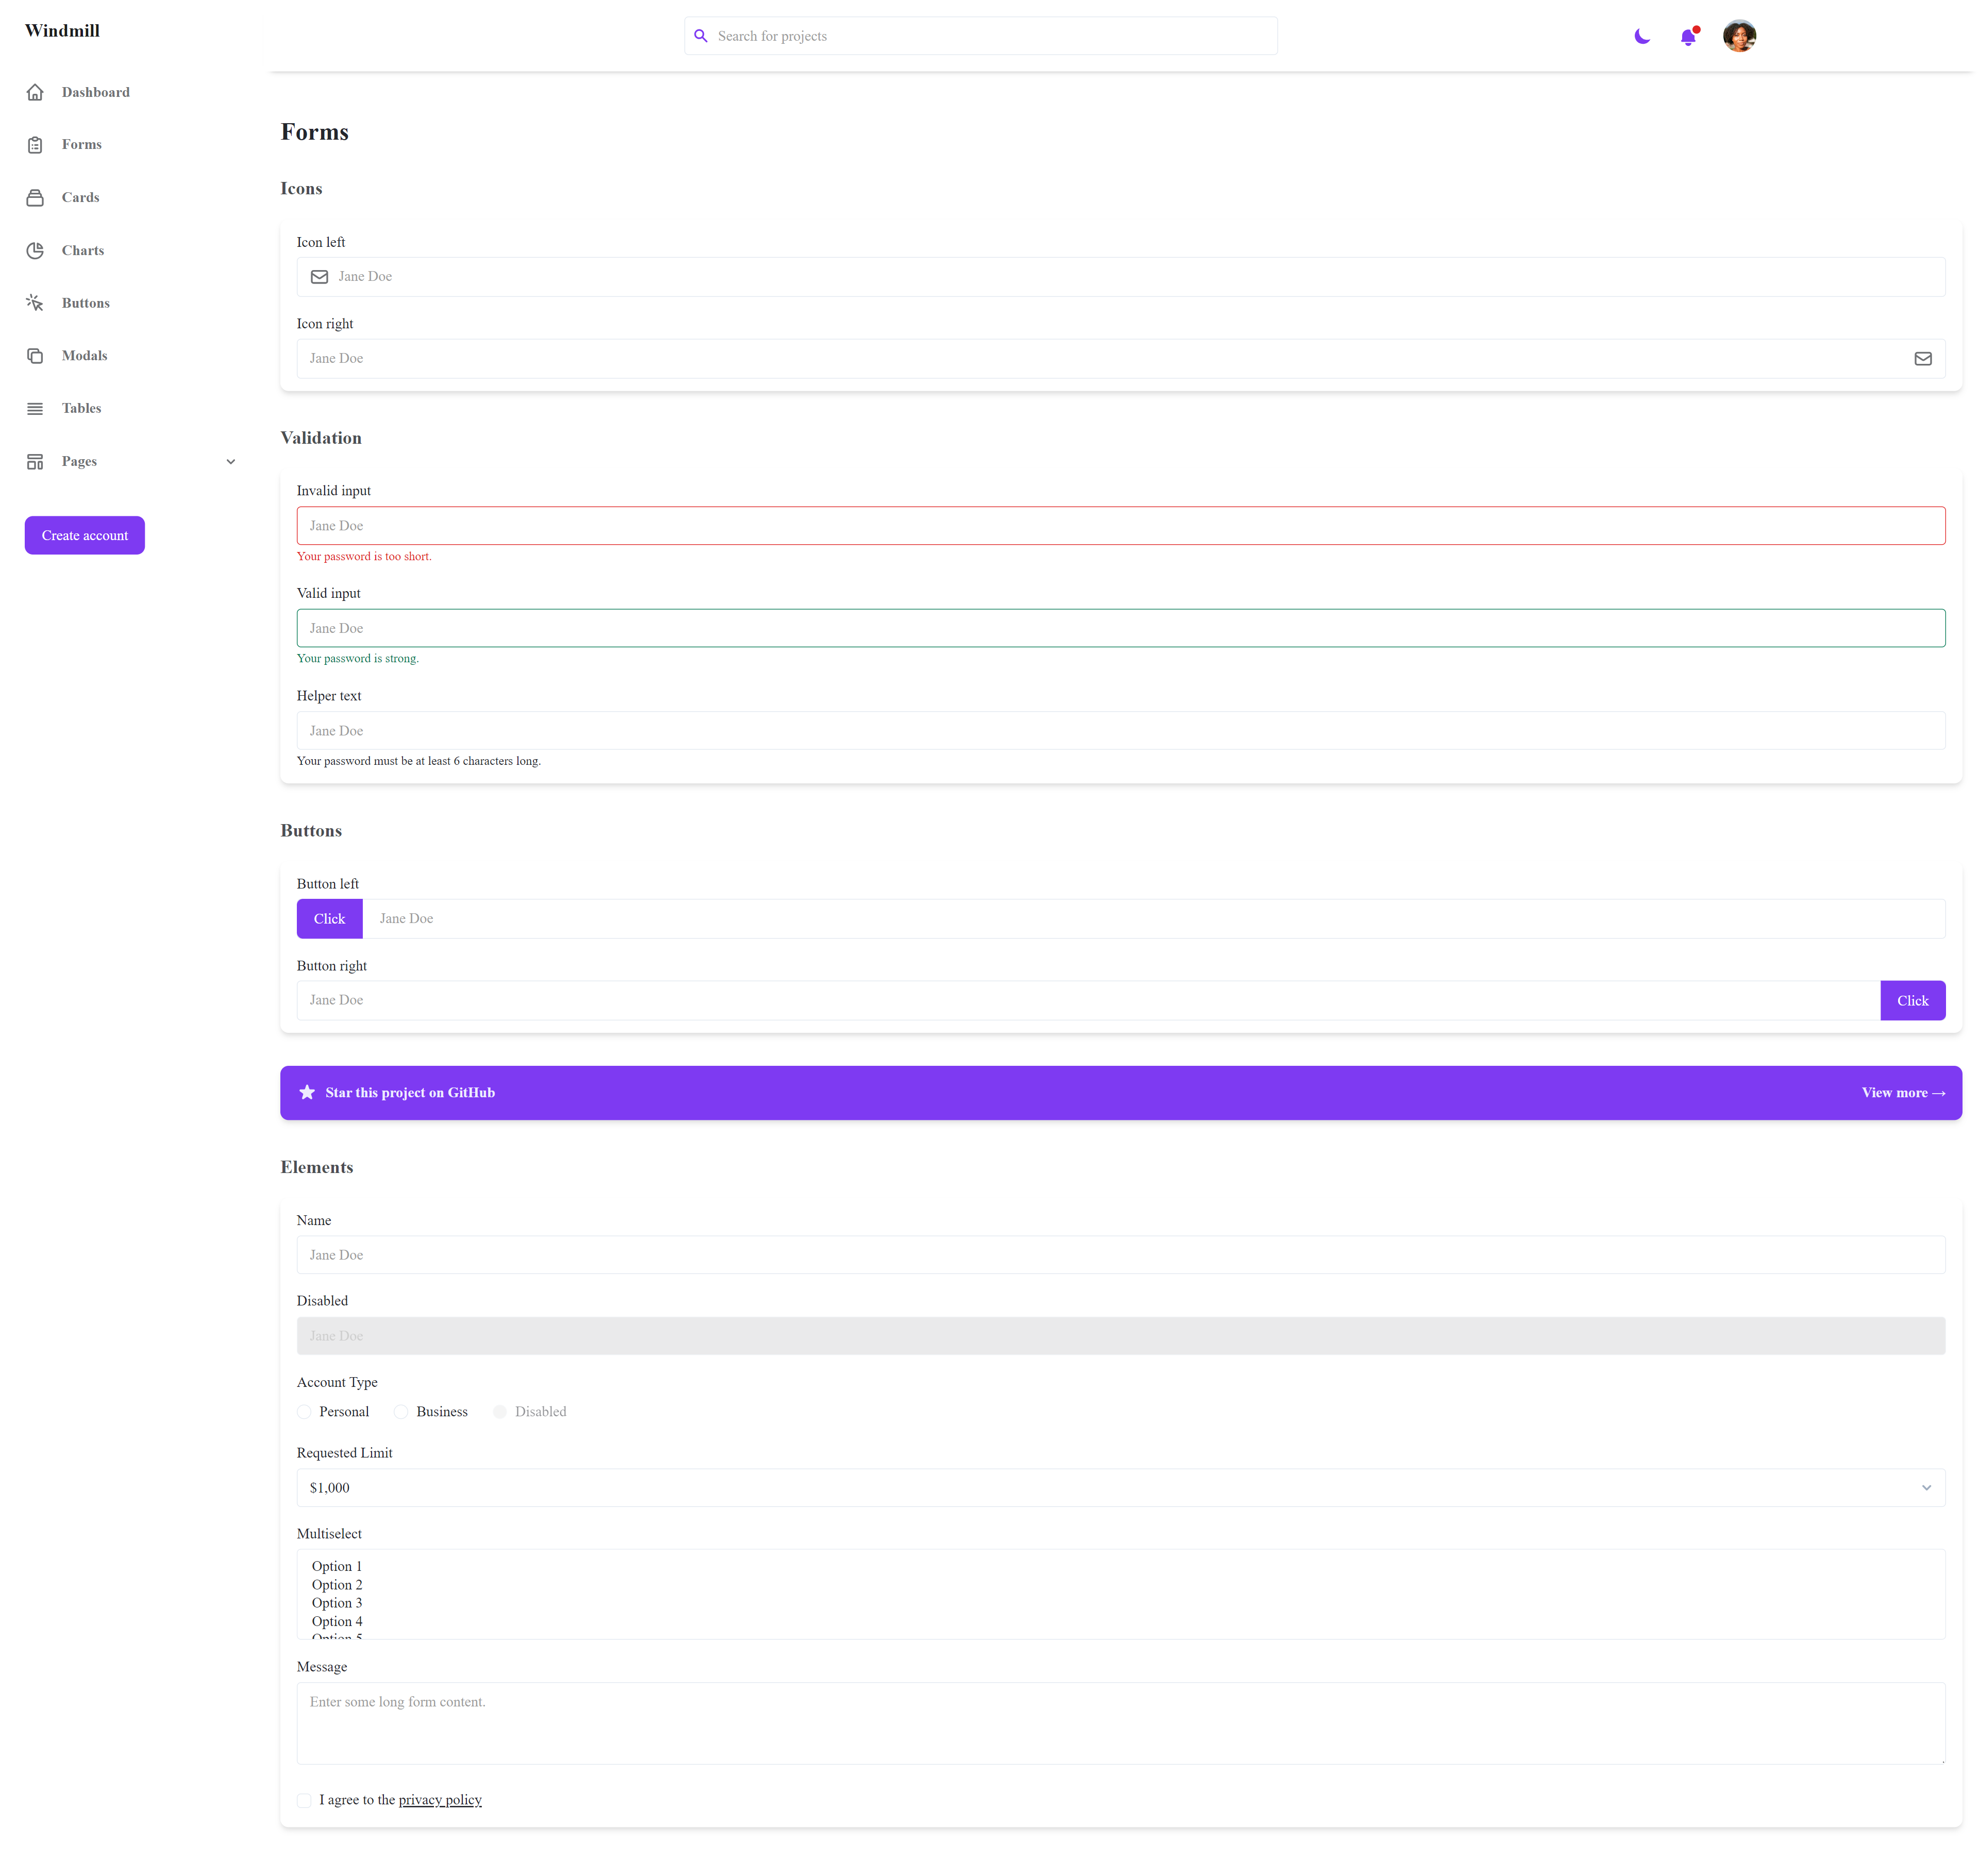 Windmill
Search for projects
Dashboard
Forms
Cards
Charts
Buttons
Modals
Tables
Pages
Create account
Forms
Icons
Icon left
Jane Doe
Icon right
Jane Doe
Validation
Invalid input
Jane Doe
Your password is too short.
Valid input
Jane Doe
Your password is strong.
Helper text
Jane Doe
Your password must be at least 6 characters long.
Buttons
Button left
Click Jane Doe
Button right
Jane Doe Click
Star this project on GitHub View more →
Elements
Name
Jane Doe
Disabled
Jane Doe
Account Type
Personal Business Disabled
Requested Limit
$1,000
Multiselect
Option 1
Option 2
Option 3
Option 4
Option 5
Message
Enter some long form content.
I agree to the privacy policy